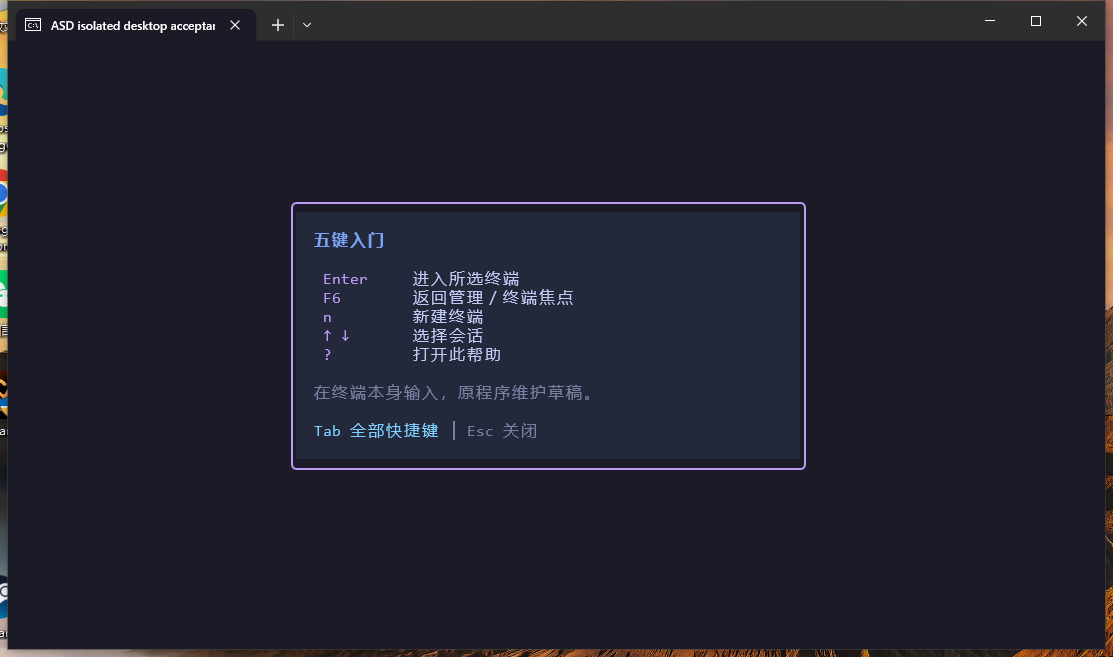 ASD isolated desktop acceptar
五键入门
Enter 进入所选终端
F6 返回管理 / 终端焦点
n 新建终端
↑ ↓ 选择会话
? 打开此帮助
在终端本身输入，原程序维护草稿。
Tab 全部快捷键 │ Esc 关闭